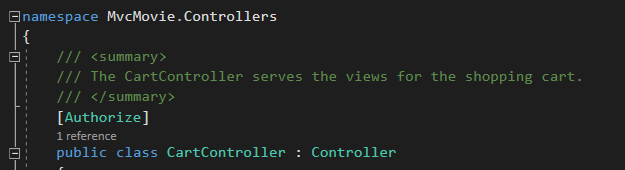 namespace MvcMovie.Controllers
{
/// <summary>
/// The CartController serves the views for the shopping cart.
/// </summary>
[Authorize]
1 reference
public class CartController : Controller
{